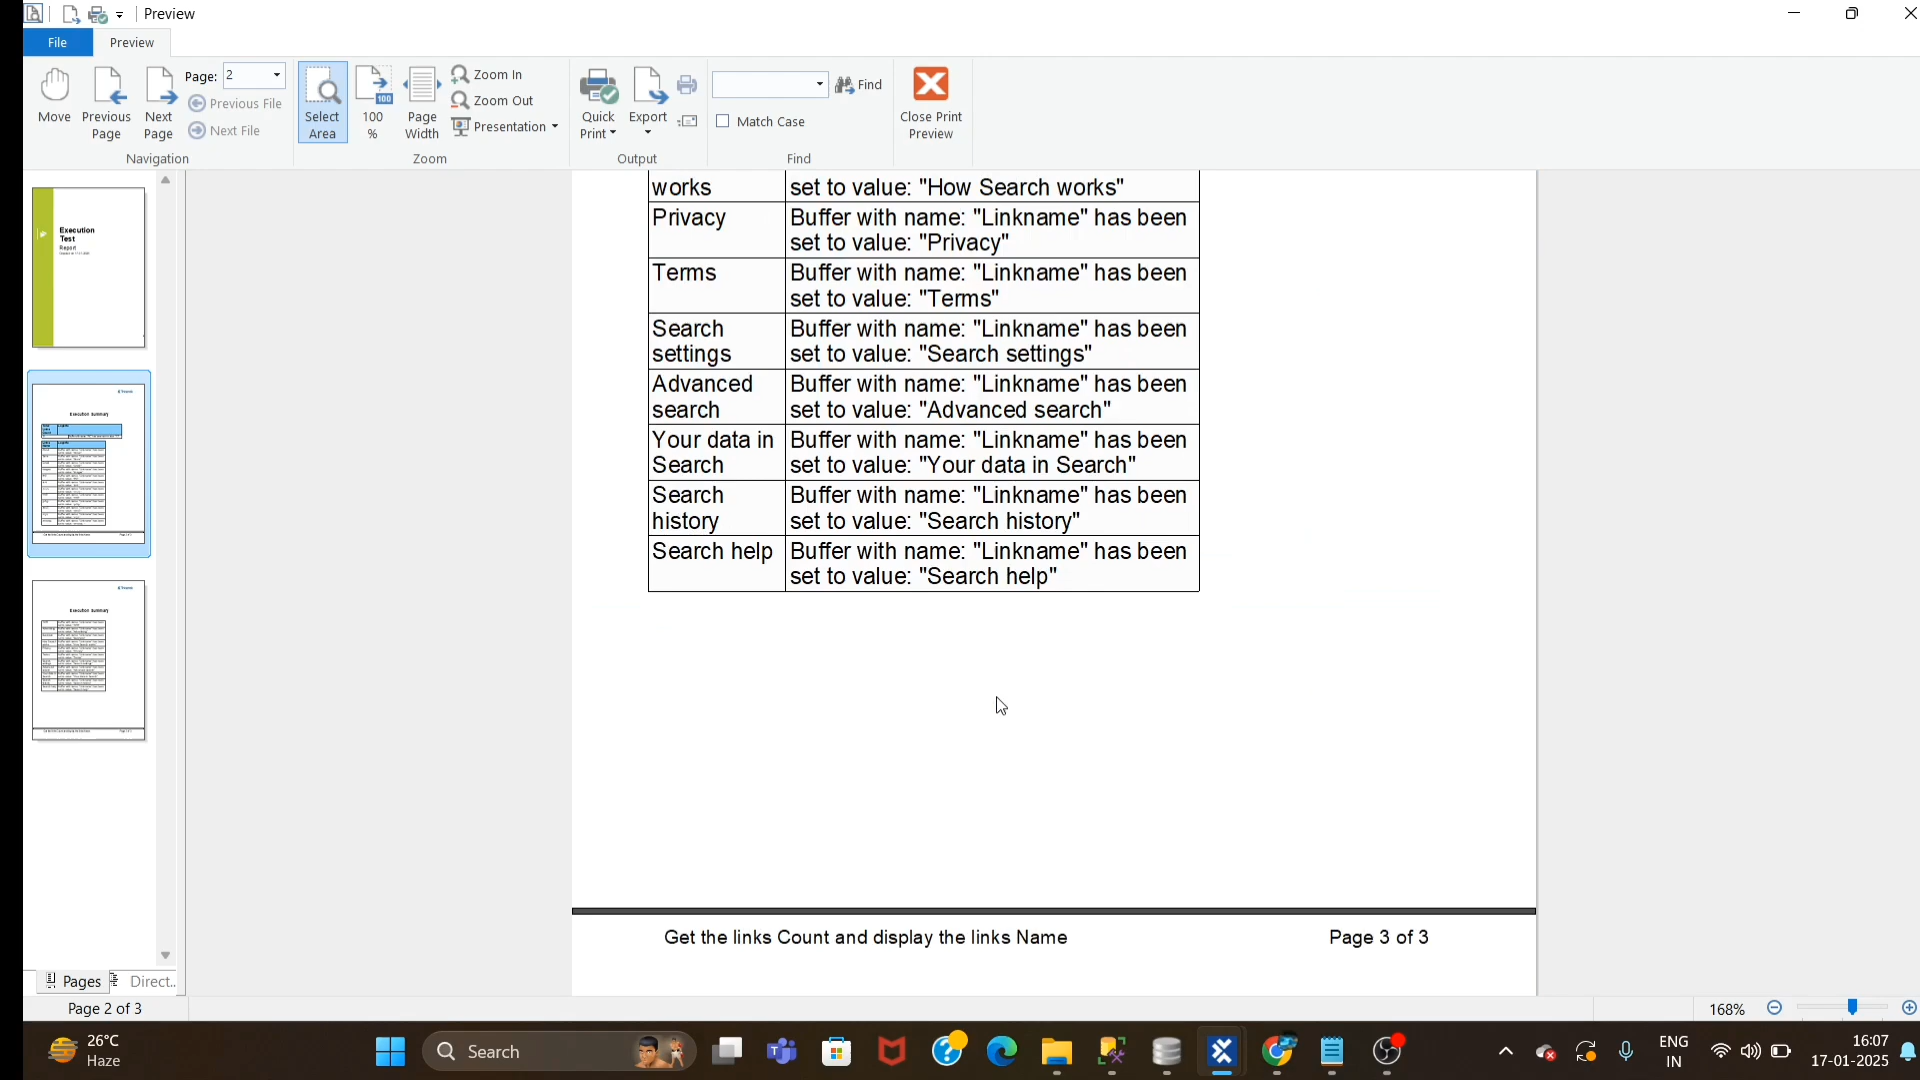 Preview
File
Preview
Move
Previous Page
Next Page
Page: 2
Previous File
Next File
Navigation
Select Area
100 %
Page Width
Zoom In
Zoom Out
Presentation
Zoom
Quick Print
Export
Output
Find
Match Case
Find
Close Print Preview
Execution
Test
Report
Execution Summary
Execution Summary
works
set to value: "How Search works"
Privacy
Buffer with name: "Linkname" has been
set to value: "Privacy"
Terms
Buffer with name: "Linkname" has been
set to value: "Terms"
Search
settings
Buffer with name: "Linkname" has been
set to value: "Search settings"
Advanced
search
Buffer with name: "Linkname" has been
set to value: "Advanced search"
Your data in
Search
Buffer with name: "Linkname" has been
set to value: "Your data in Search"
Search
history
Buffer with name: "Linkname" has been
set to value: "Search history"
Search help
Buffer with name: "Linkname" has been
set to value: "Search help"
Get the links Count and display the links Name
Page 3 of 3
Pages
Direct..
Page 2 of 3
168%
26°C
Haze
Search
ENG
IN
16:07
17-01-2025